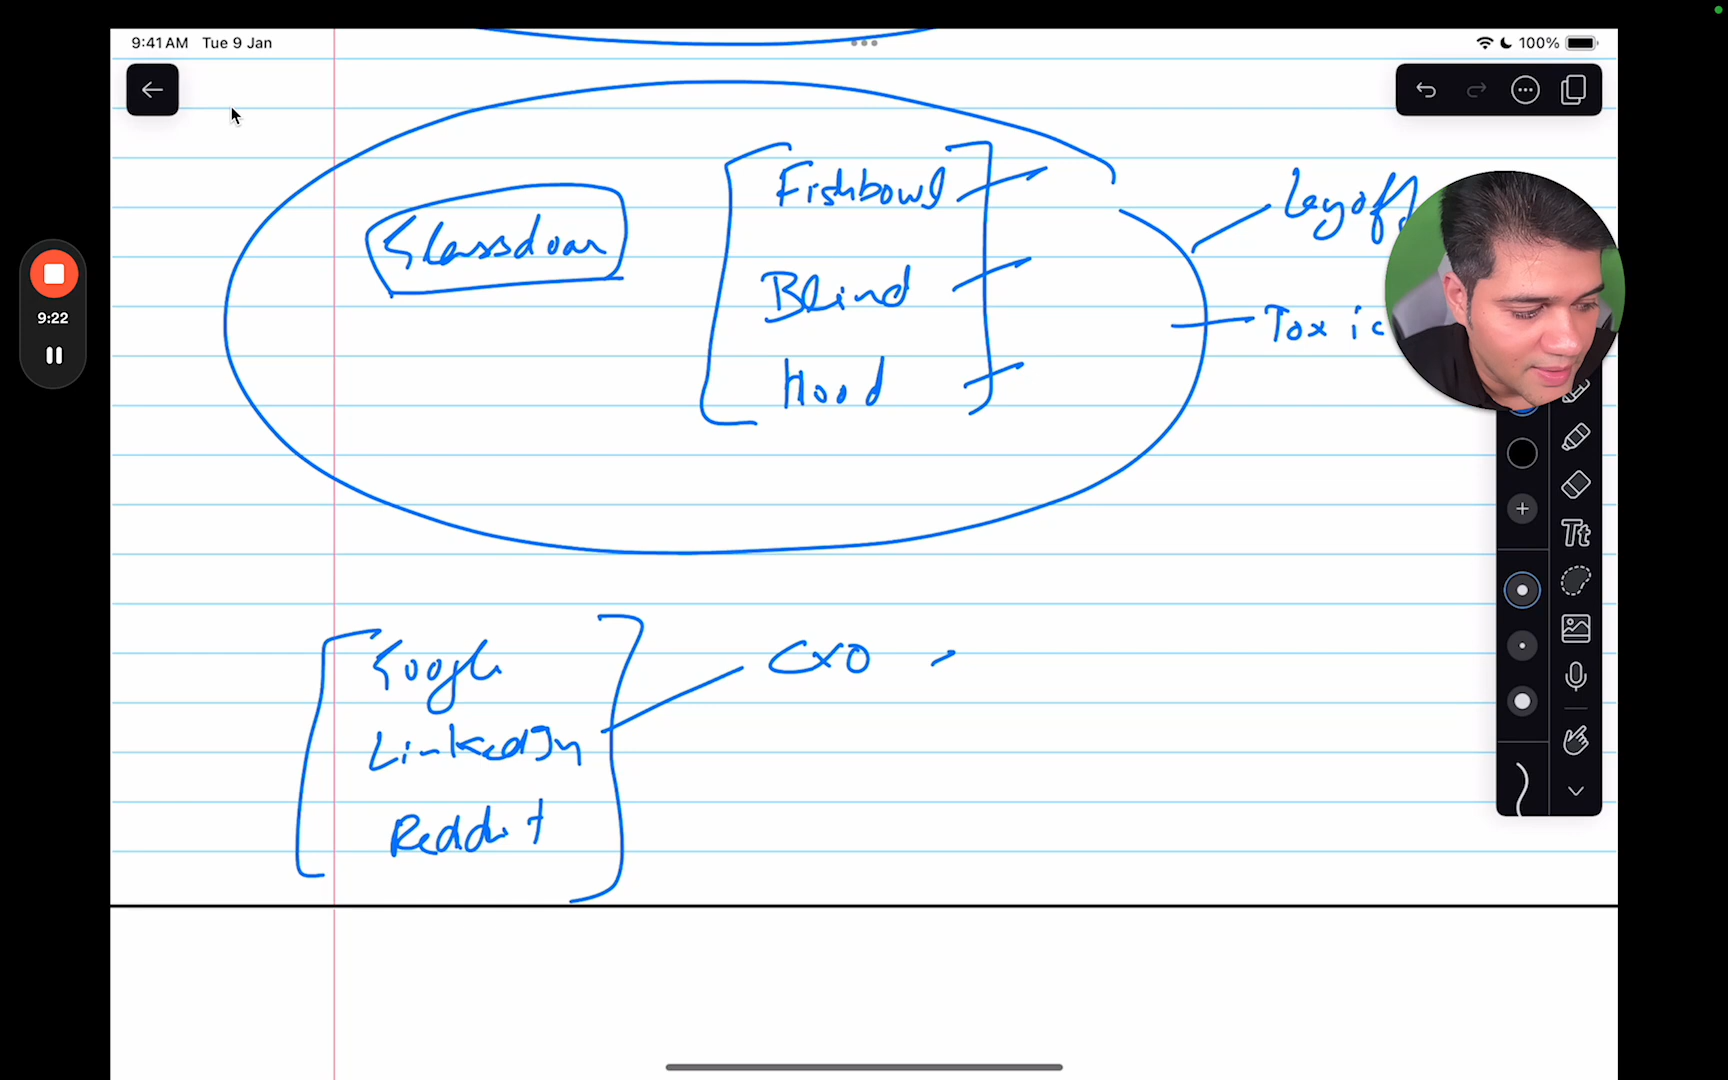 9:41 AM Tue 9 Jan
100%
Fishbowl
Layoff
Glassdoor
Blind
Toxic
Hood
9:22
Tt
Google
CXO
LinkedIn
Reddit